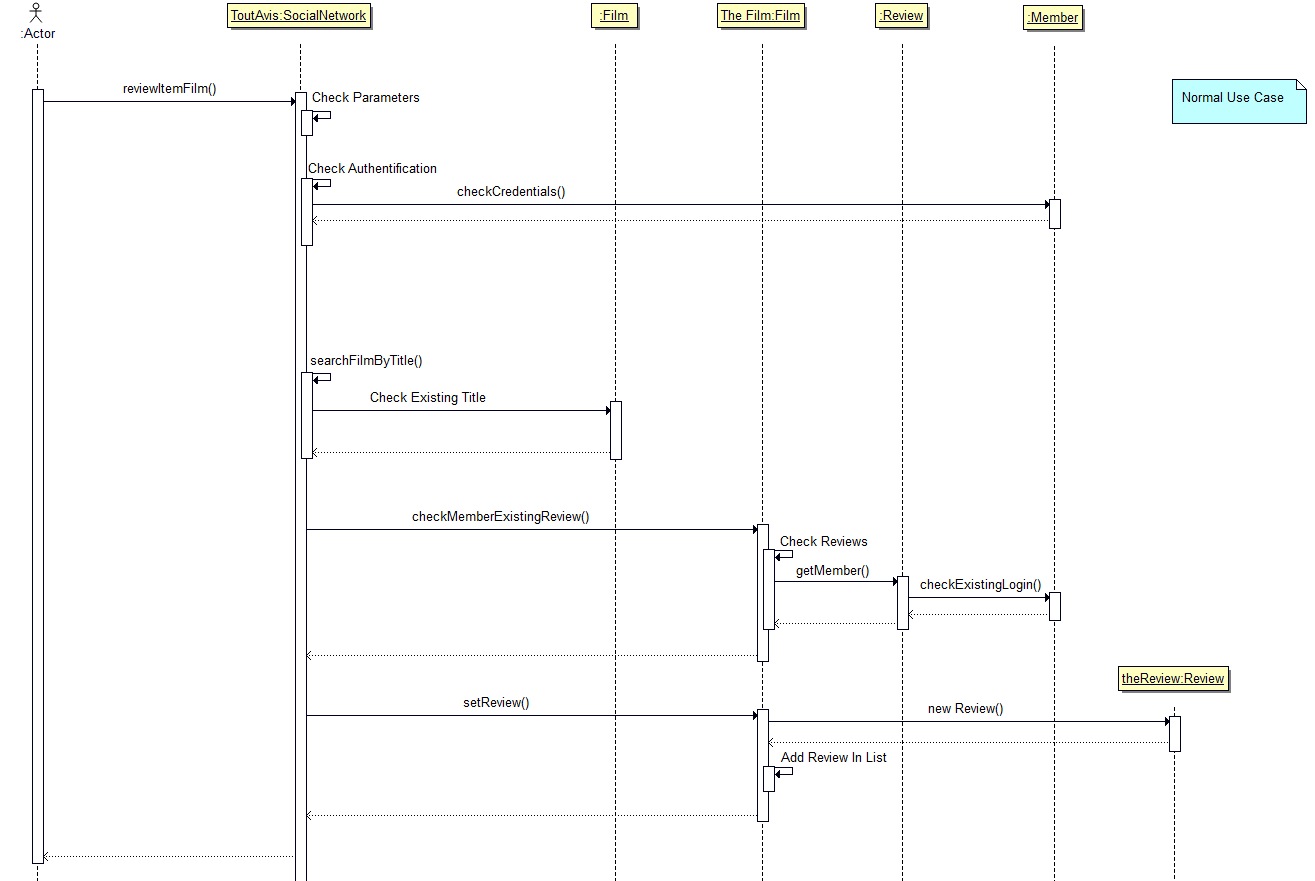 :Actor
ToutAvis:SocialNetwork
:Film
The Film:Film
:Review
:Member
reviewItemFilm()
Check Parameters
Normal Use Case
Check Authentification
checkCredentials()
searchFilmByTitle()
Check Existing Title
checkMemberExistingReview()
Check Reviews
getMember()
checkExistingLogin()
theReview:Review
setReview()
new Review()
Add Review In List